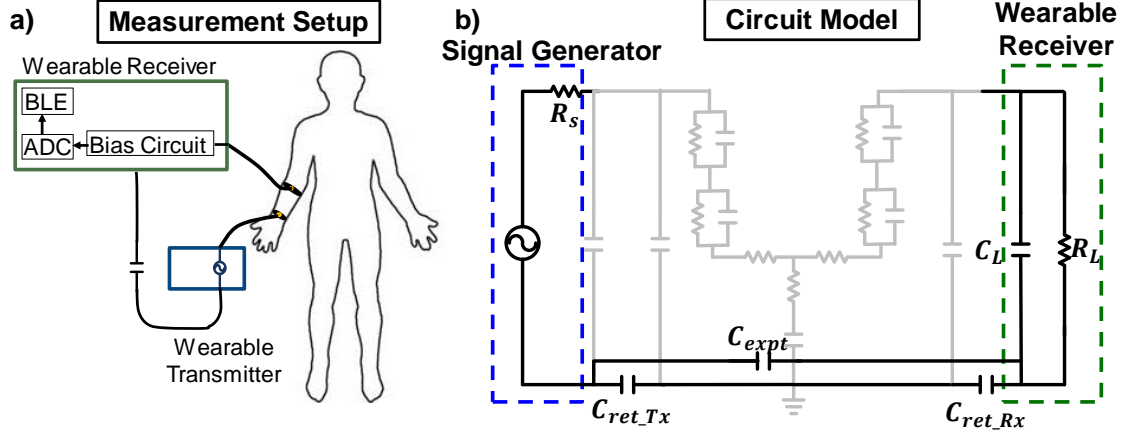 a)
Measurement Setup
Wearable Receiver
BLE
ADC
Bias Circuit
Wearable
Transmitter
b)
Circuit Model
Signal Generator
Wearable
Receiver
R_s
C_L
R_L
C_expt
C_ret_Tx
C_ret_Rx